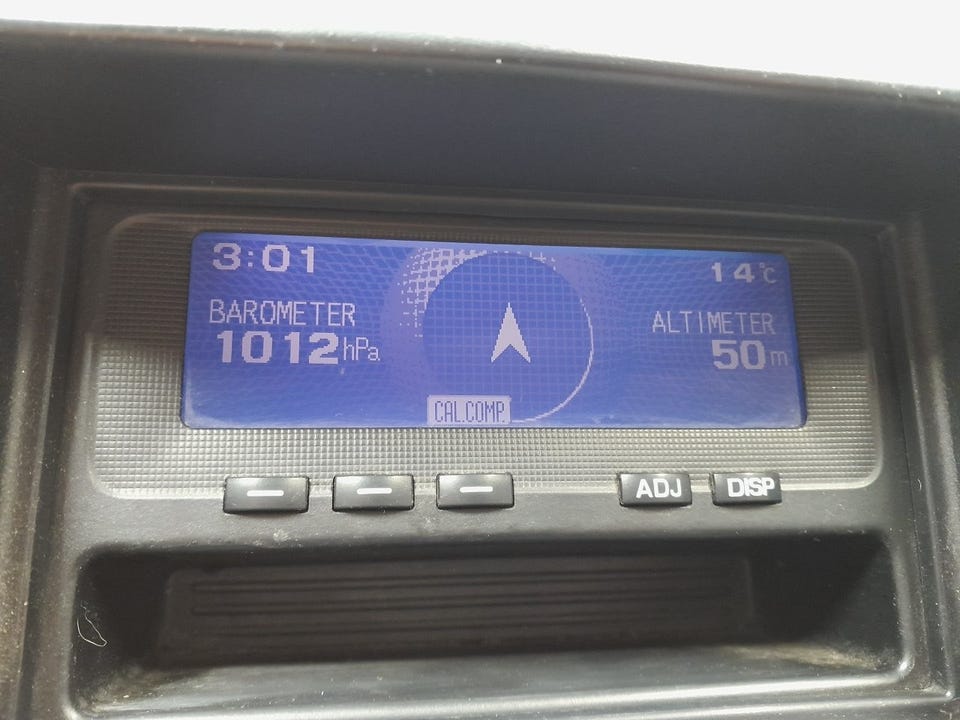 3:01
14°C
BAROMETER
1012hPa
ALTIMETER
50m
CAL.COMP.
ADJ
DISP